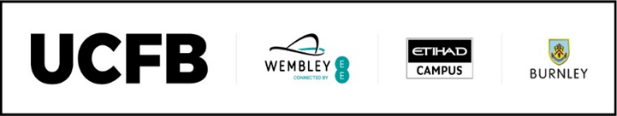 UCFB
WEMBLEY
CONNECTED BY
EE
ETIHAD
CAMPUS
BURNLEY